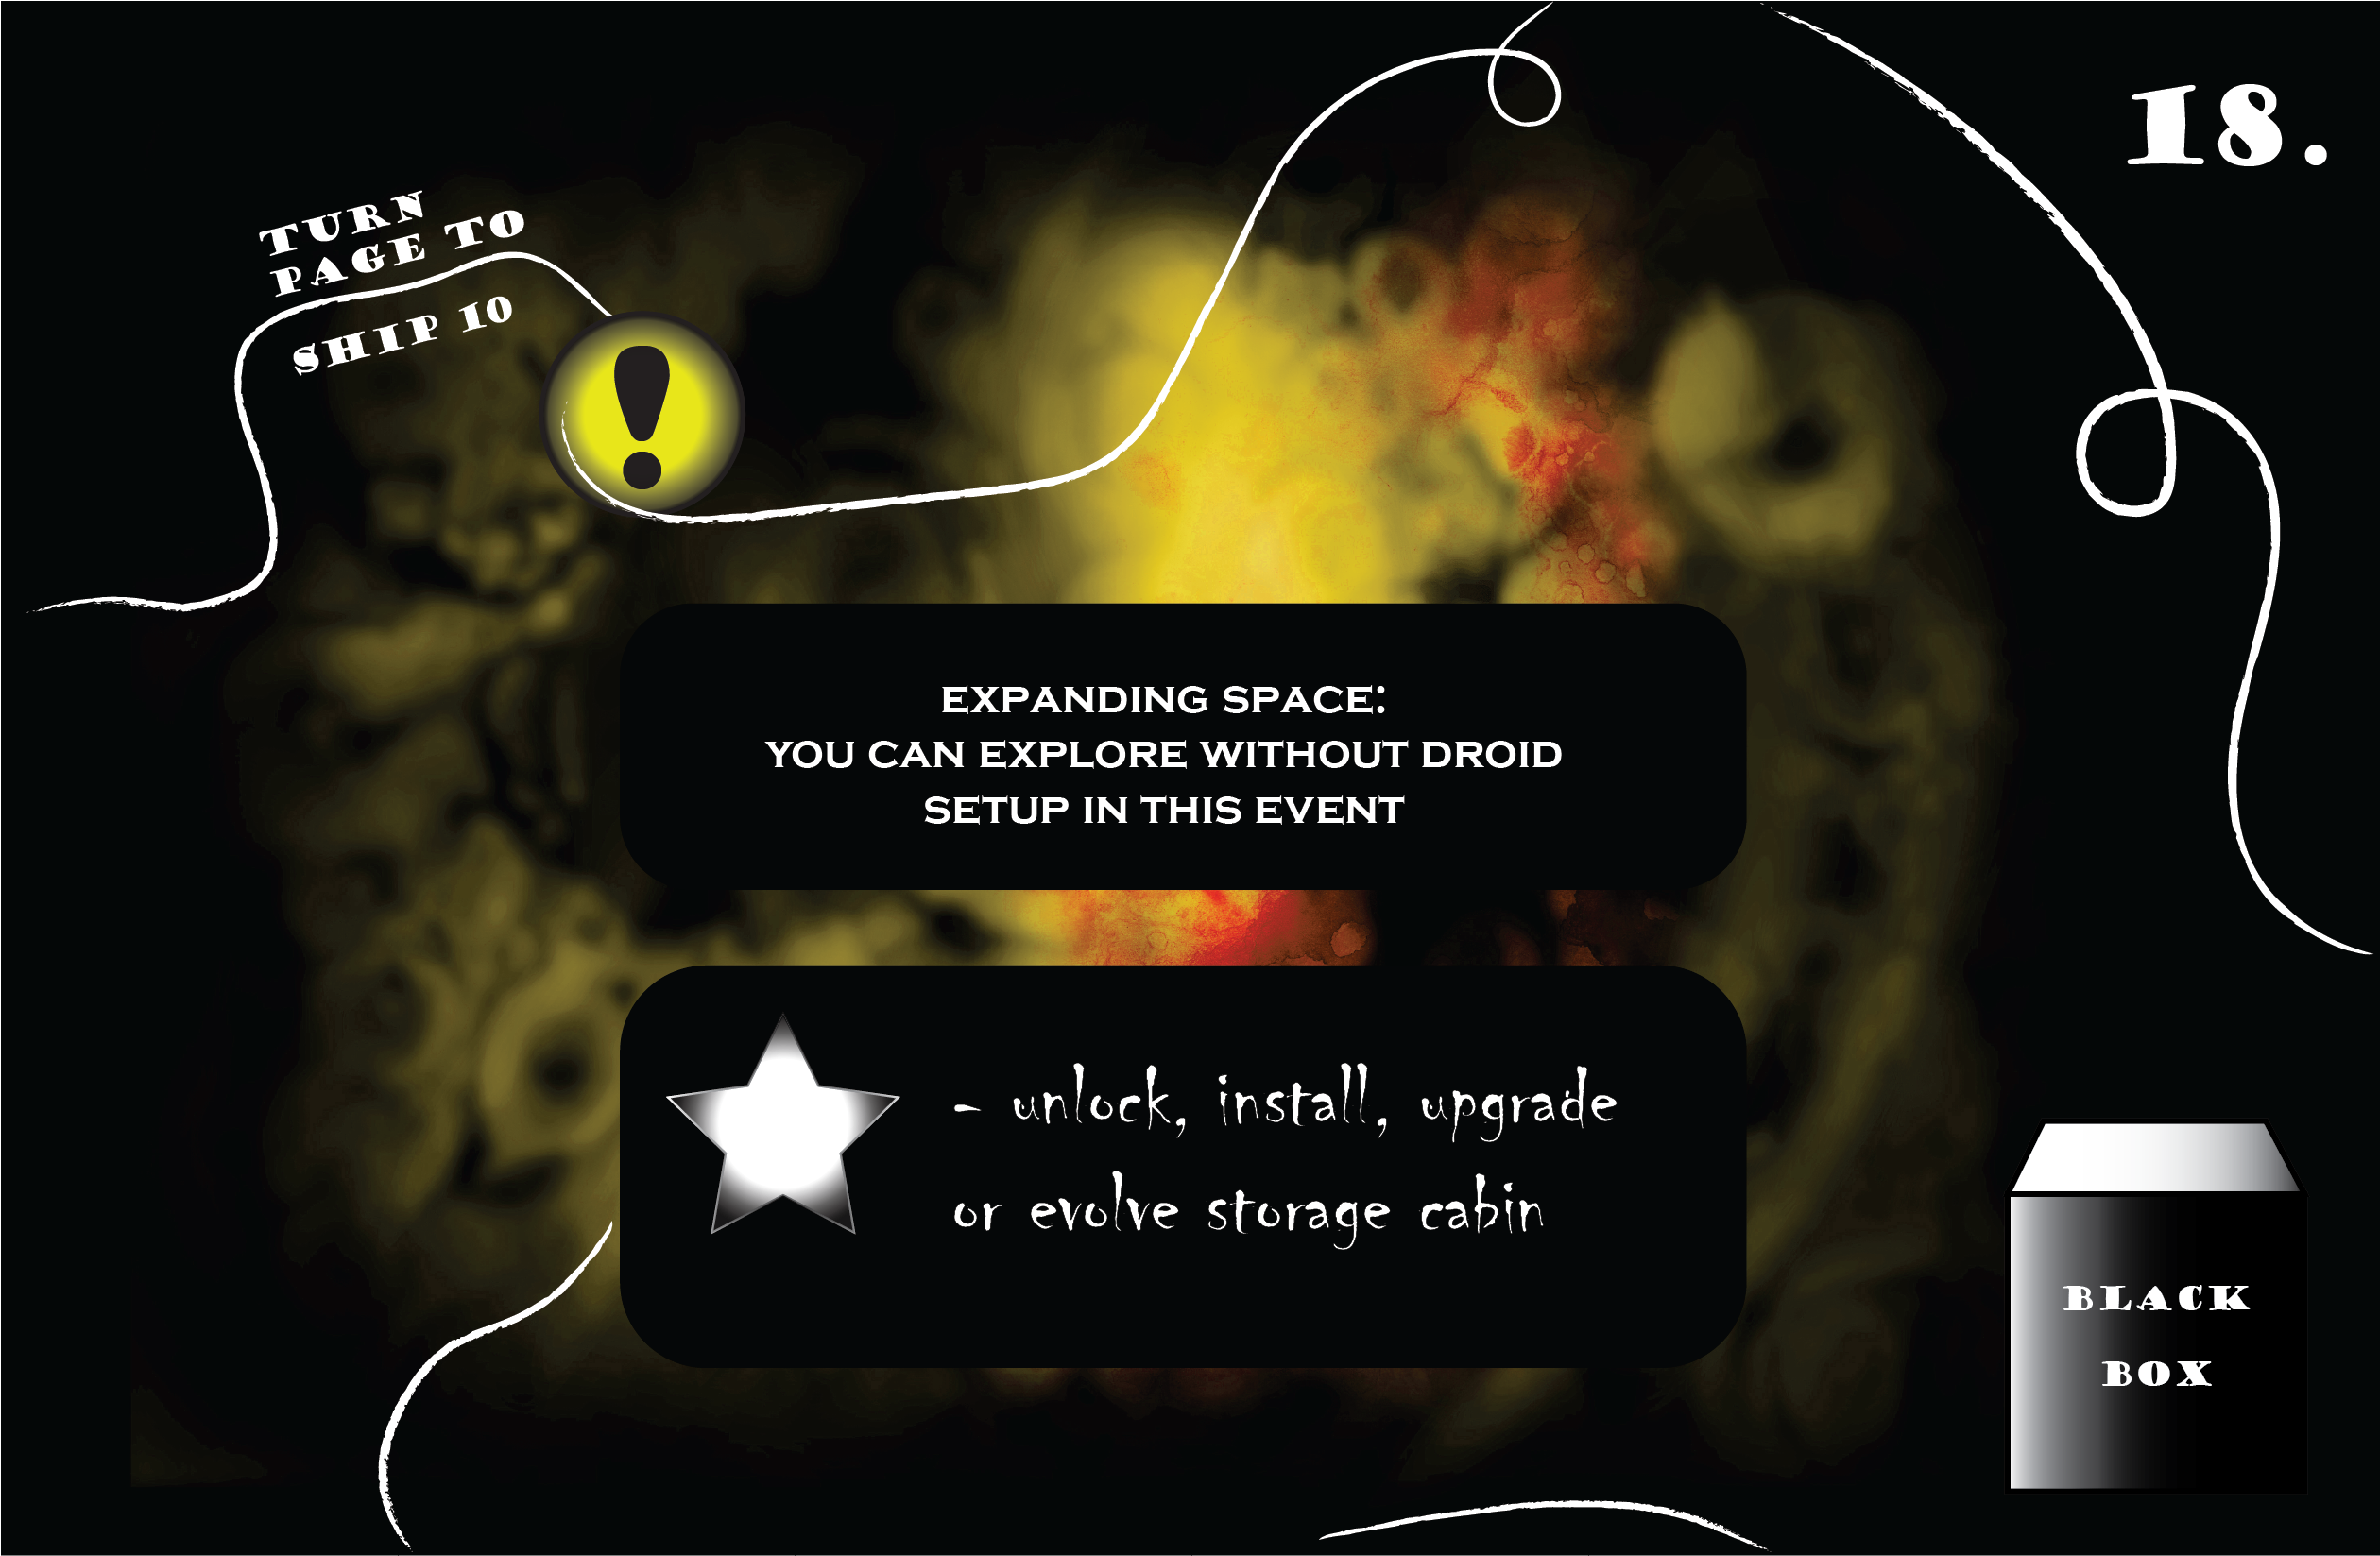 18.
TURN
PAGE TO
SHIP 10
!
EXPANDING SPACE:
YOU CAN EXPLORE WITHOUT DROID
SETUP IN THIS EVENT
- unlock, install, upgrade
or evolve storage cabin
BLACK
BOX